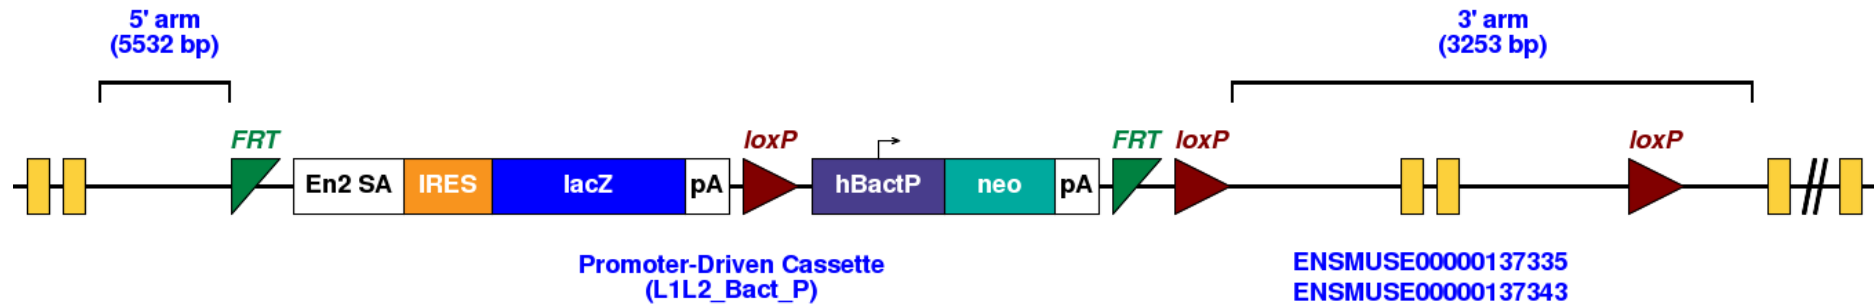 5' arm
(5532 bp)
3' arm
(3253 bp)
FRT
loxP
FRT
loxP
loxP
En2 SA
IRES
lacZ
pA
hBactP
neo
pA
Promoter-Driven Cassette
(L1L2_Bact_P)
ENSMUSE00000137335
ENSMUSE00000137343